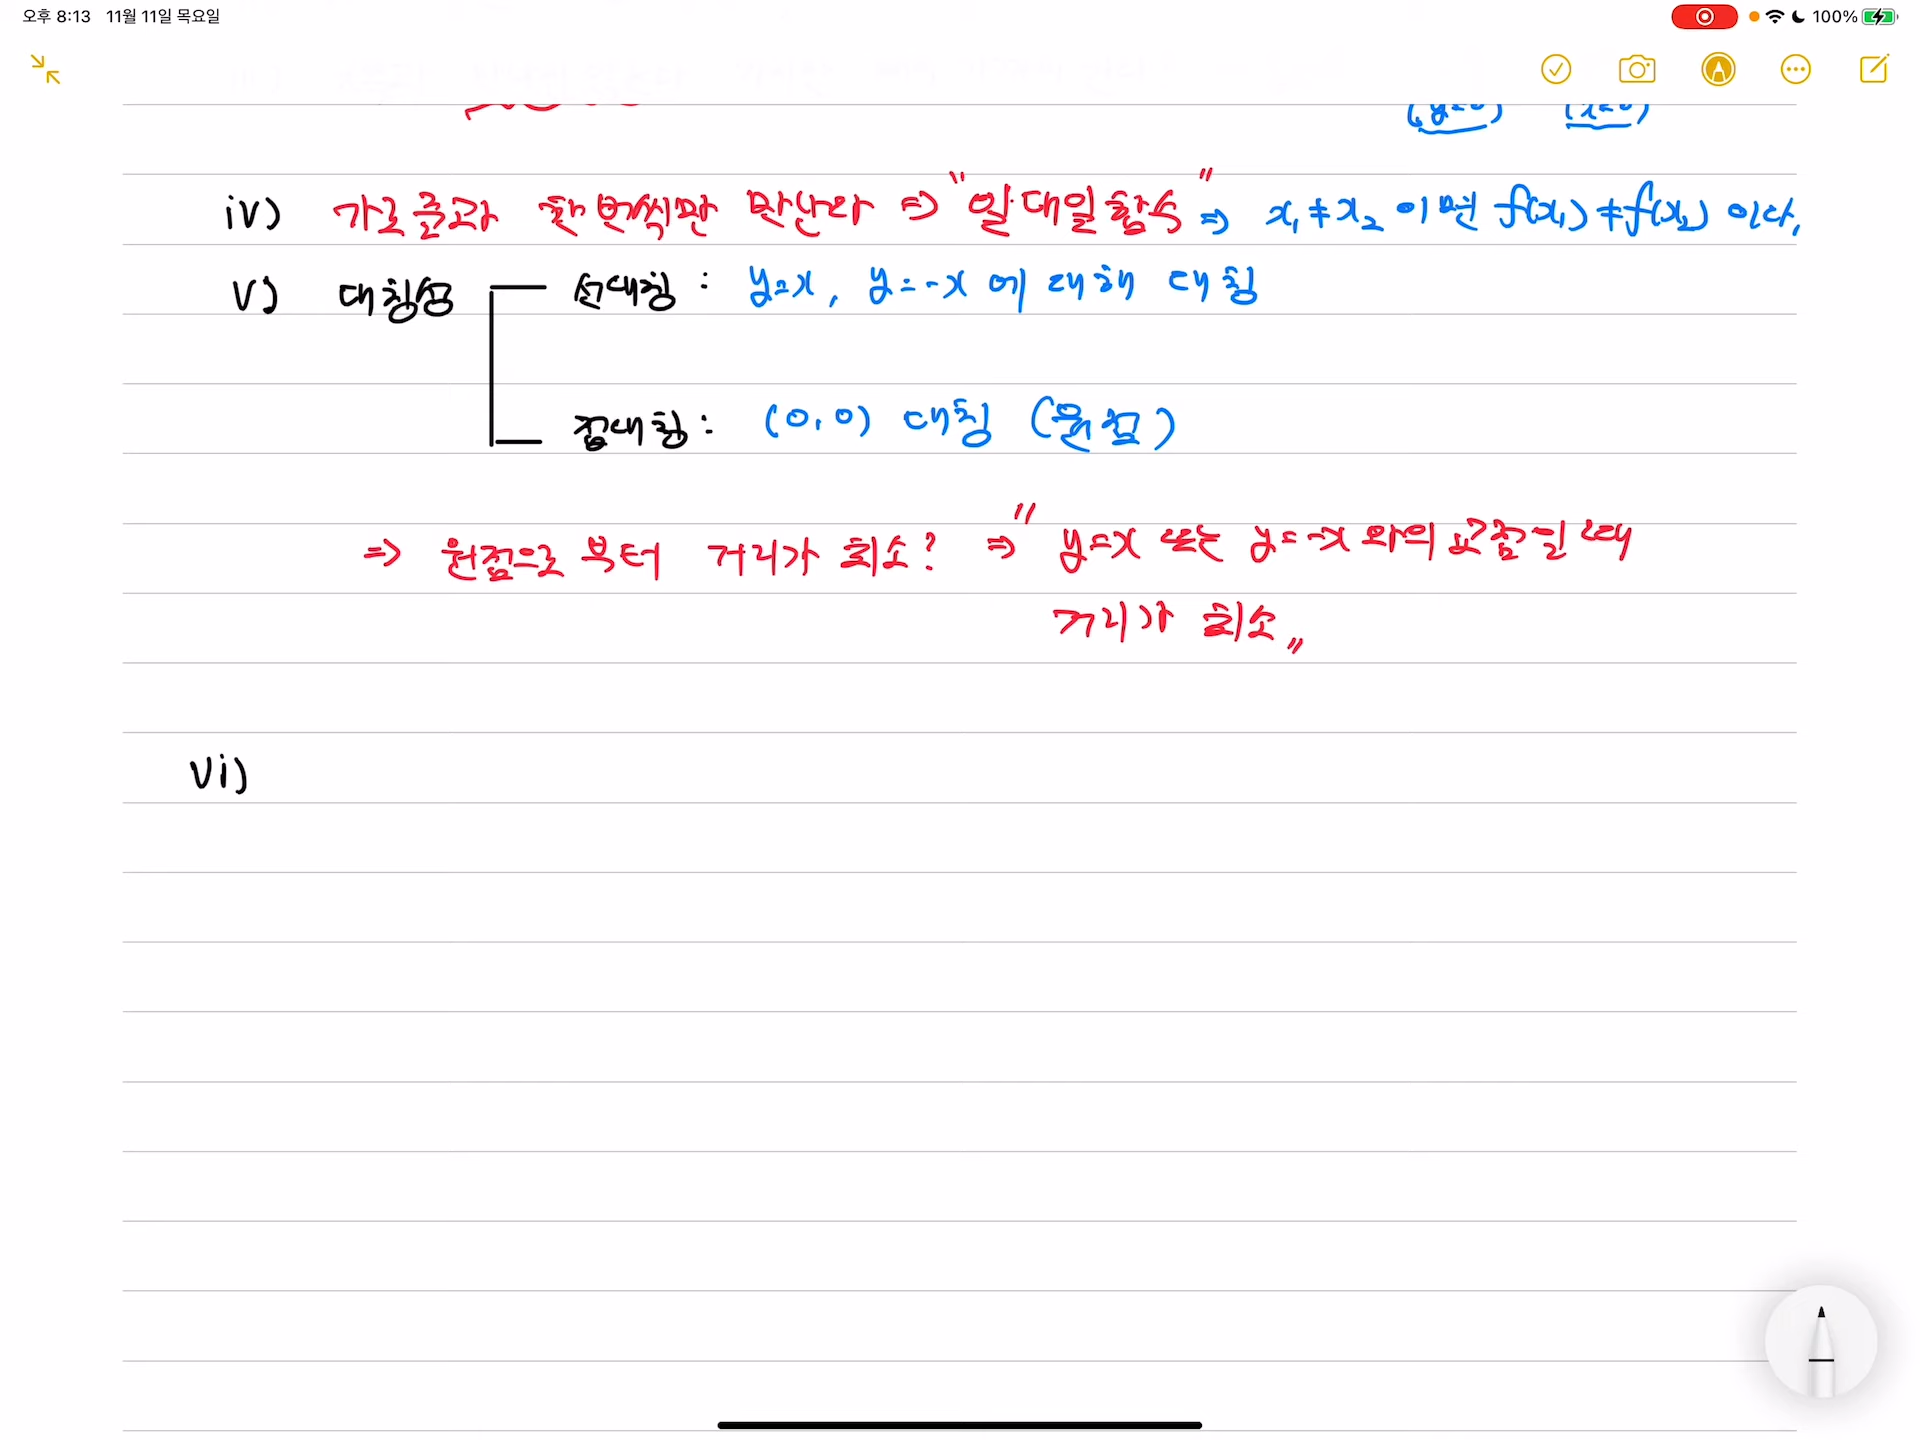 오후 8:13 11월 11일 목요일 100%
(y=0) (x=0)
iv) 가로줄과 한 번씩만 만난다 ⇒ "일대일함수" ⇒ x₁≠x₂ 이면 f(x₁)≠f(x₂) 이다.
v) 대칭성 선대칭 : y=x, y=-x 에 대해 대칭
점대칭 : (0,0) 대칭 (원점)
⇒ 원점으로 부터 거리가 최소? ⇒ "y=x 또는 y=-x 와의 교점일 때
거리가 최소"
vi)